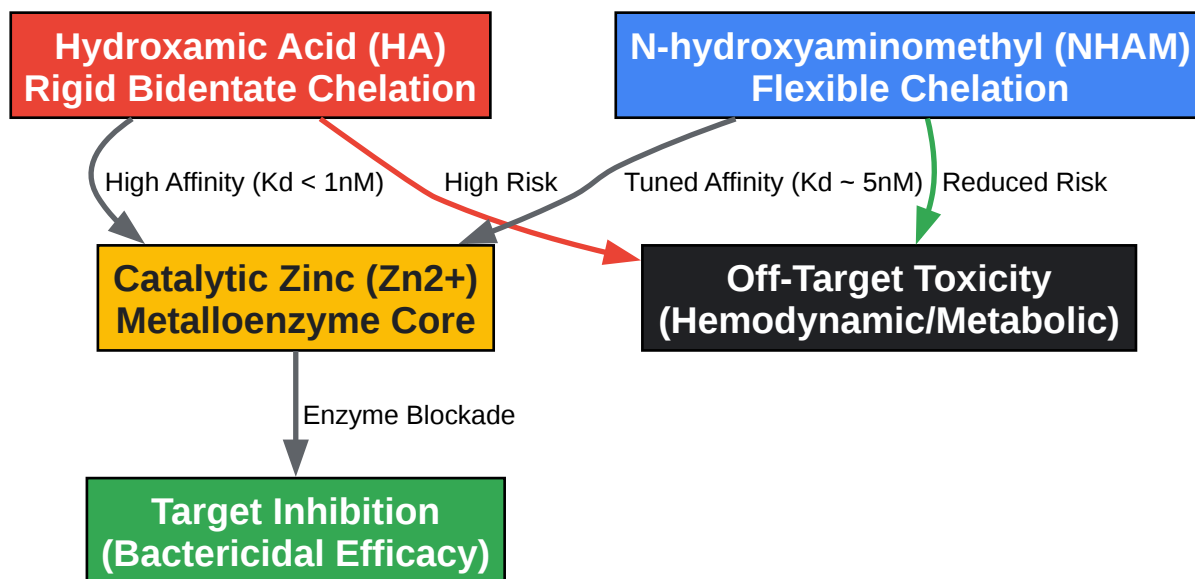 Hydroxamic Acid (HA)
Rigid Bidentate Chelation
N-hydroxyaminomethyl (NHAM)
Flexible Chelation
High Affinity (Kd < 1nM)
High Risk
Tuned Affinity (Kd ~ 5nM)
Reduced Risk
Catalytic Zinc (Zn2+)
Metalloenzyme Core
Off-Target Toxicity
(Hemodynamic/Metabolic)
Enzyme Blockade
Target Inhibition
(Bactericidal Efficacy)